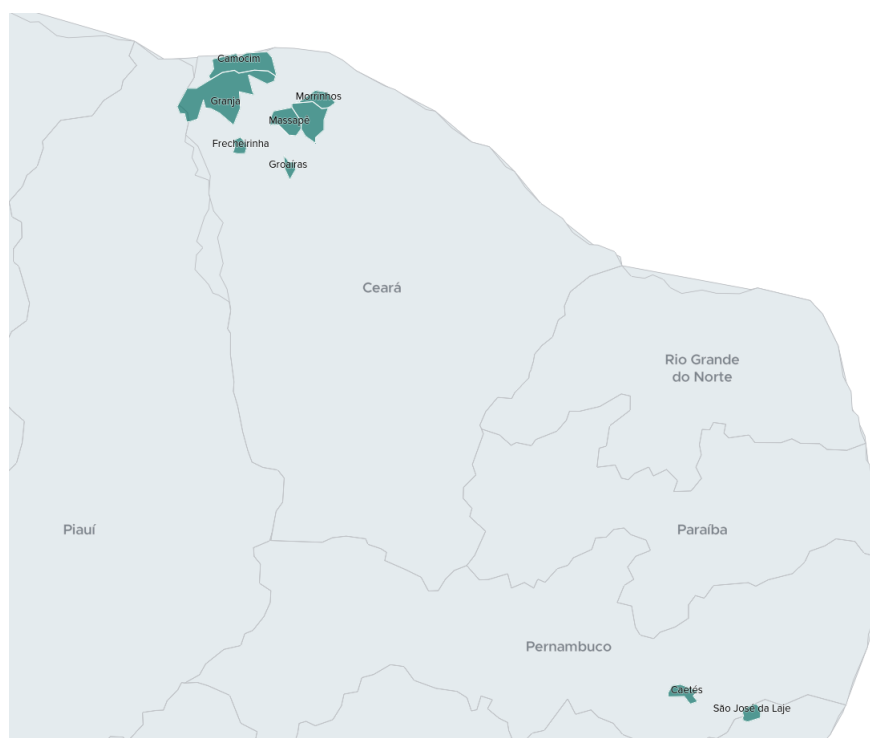 Camocim
Granja
Morrinhos
Massapê
Frecheirinha
Groaíras
Ceará
Rio Grande
do Norte
Piauí
Paraíba
Pernambuco
Caetés
São José da Laje